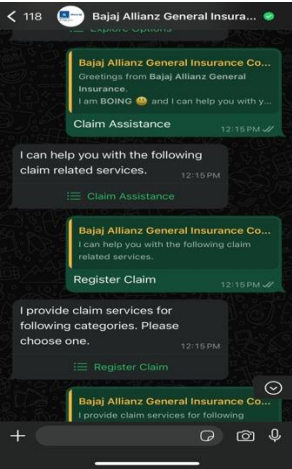 118
Bajaj Allianz General Insura...
Explore Options
Bajaj Allianz General Insurance Co...
Greetings from Bajaj Allianz General
Insurance.
I am BOING 😃 and I can help you with y...
Claim Assistance
12:15 PM
I can help you with the following
claim related services.
12:15 PM
Claim Assistance
Bajaj Allianz General Insurance Co...
I can help you with the following claim
related services.
Register Claim
12:15 PM
I provide claim services for
following categories. Please
choose one.
12:15 PM
Register Claim
Bajaj Allianz General Insurance Co...
I provide claim services for following